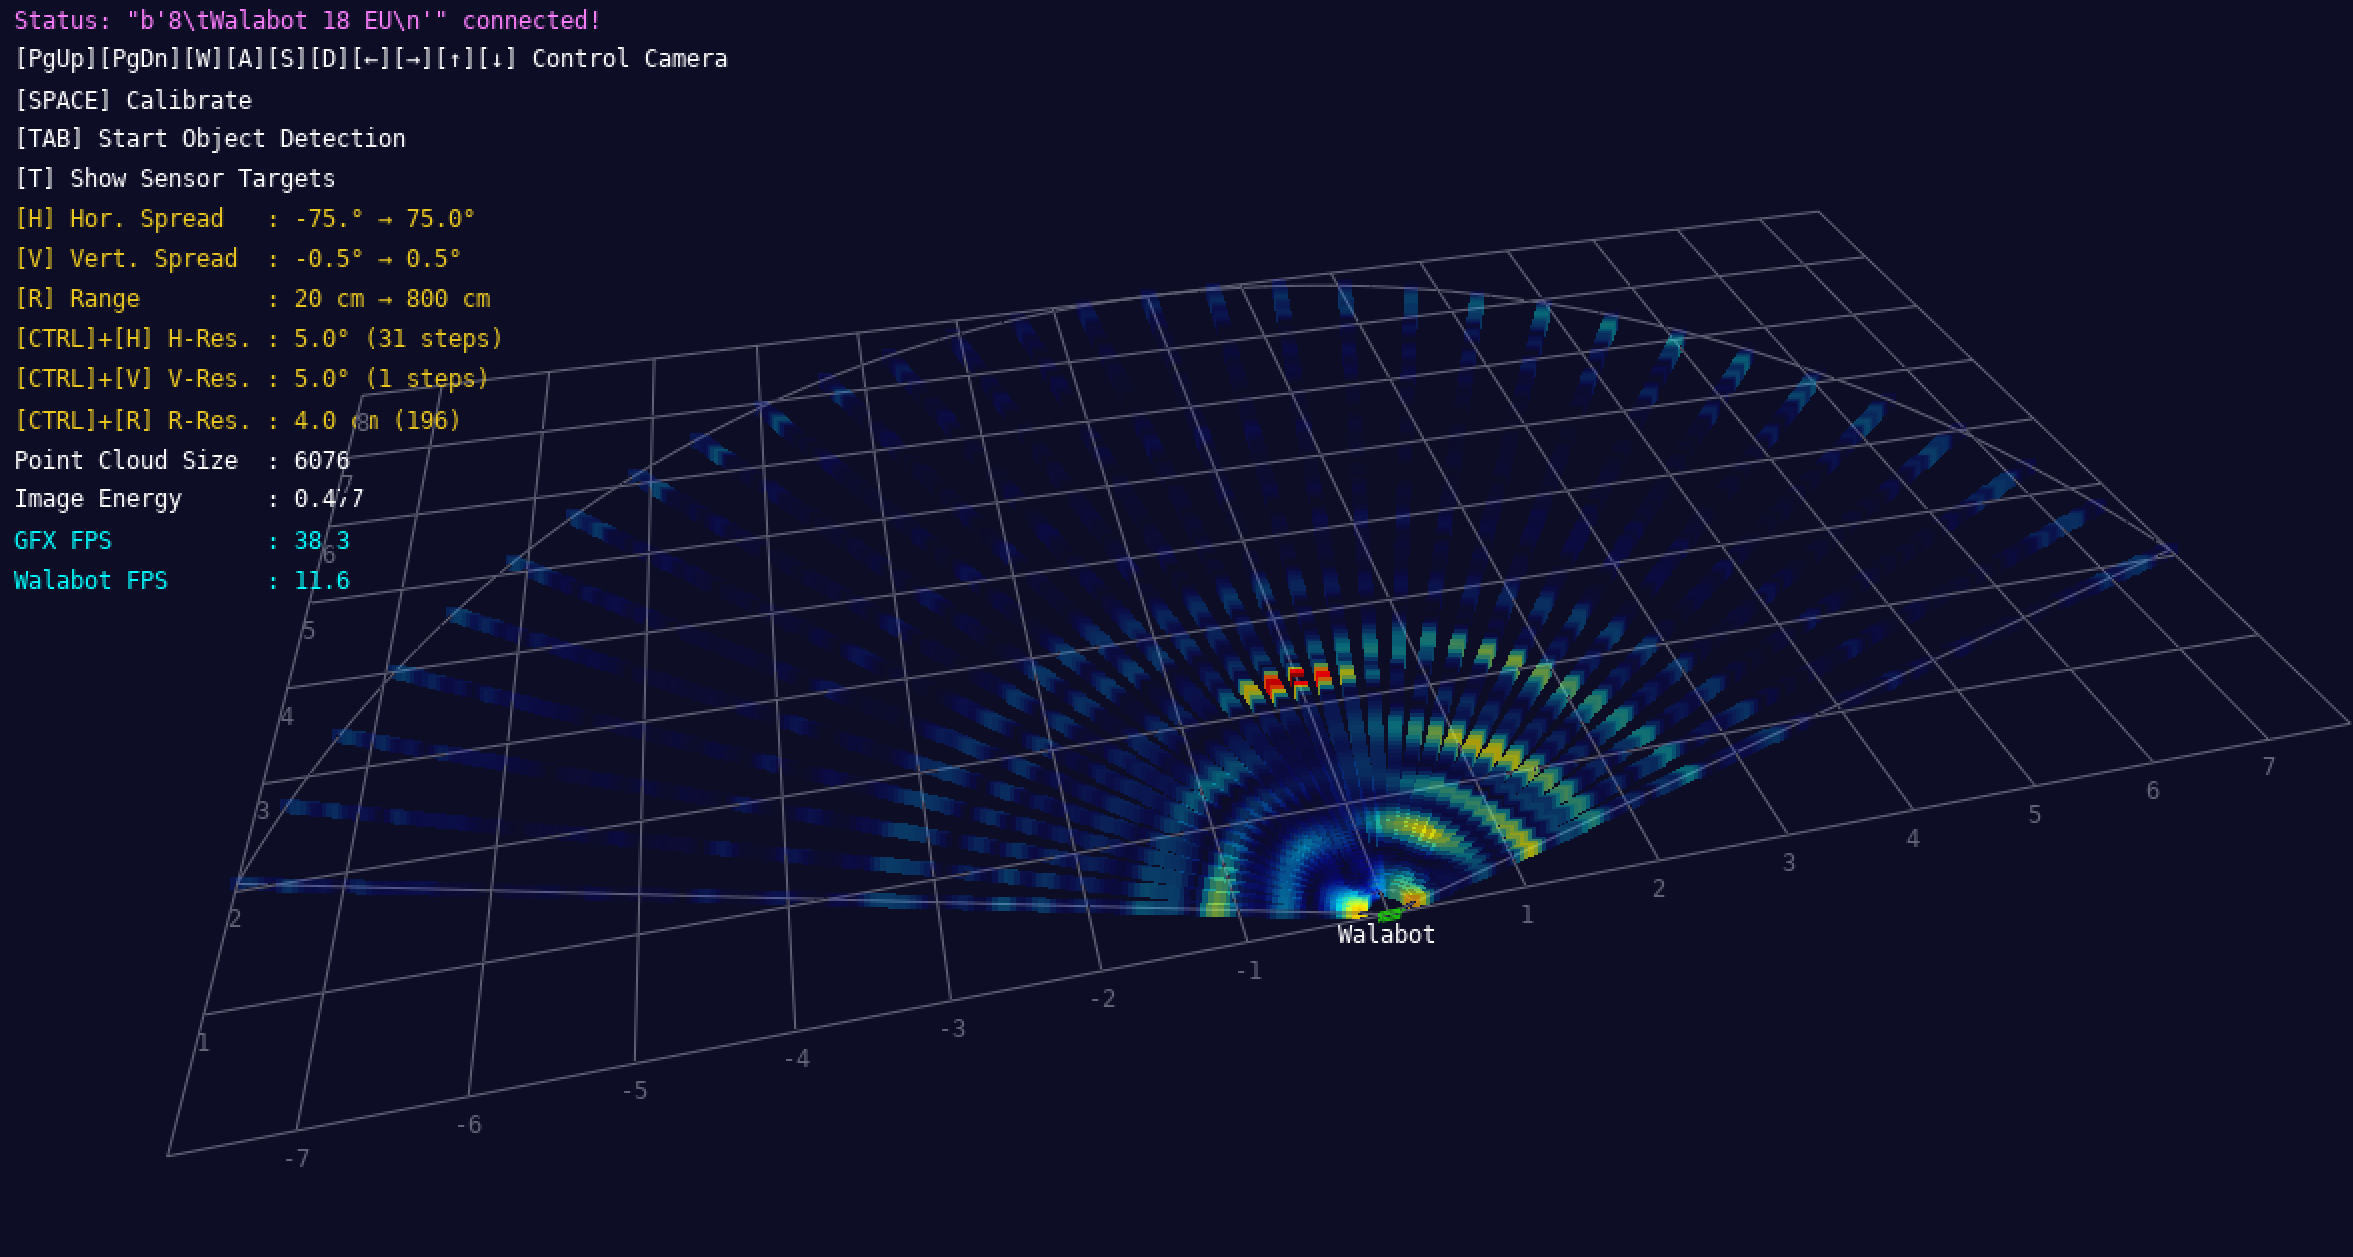 Status: "b'8\tWalabot 18 EU\n'" connected!
[PgUp][PgDn][W][A][S][D][←][→][↑][↓] Control Camera
[SPACE] Calibrate
[TAB] Start Object Detection
[T] Show Sensor Targets
[H] Hor. Spread : -75.° → 75.0°
[V] Vert. Spread : -0.5° → 0.5°
[R] Range : 20 cm → 800 cm
[CTRL]+[H] H-Res. : 5.0° (31 steps)
[CTRL]+[V] V-Res. : 5.0° (1 steps)
[CTRL]+[R] R-Res. : 4.0 cm (196)
Point Cloud Size : 6076
Image Energy : 0.477
GFX FPS : 38.3
Walabot FPS : 11.6
8
7
6
5
4
3
2
1
Walabot
-7
-6
-5
-4
-3
-2
-1
1
2
3
4
5
6
7